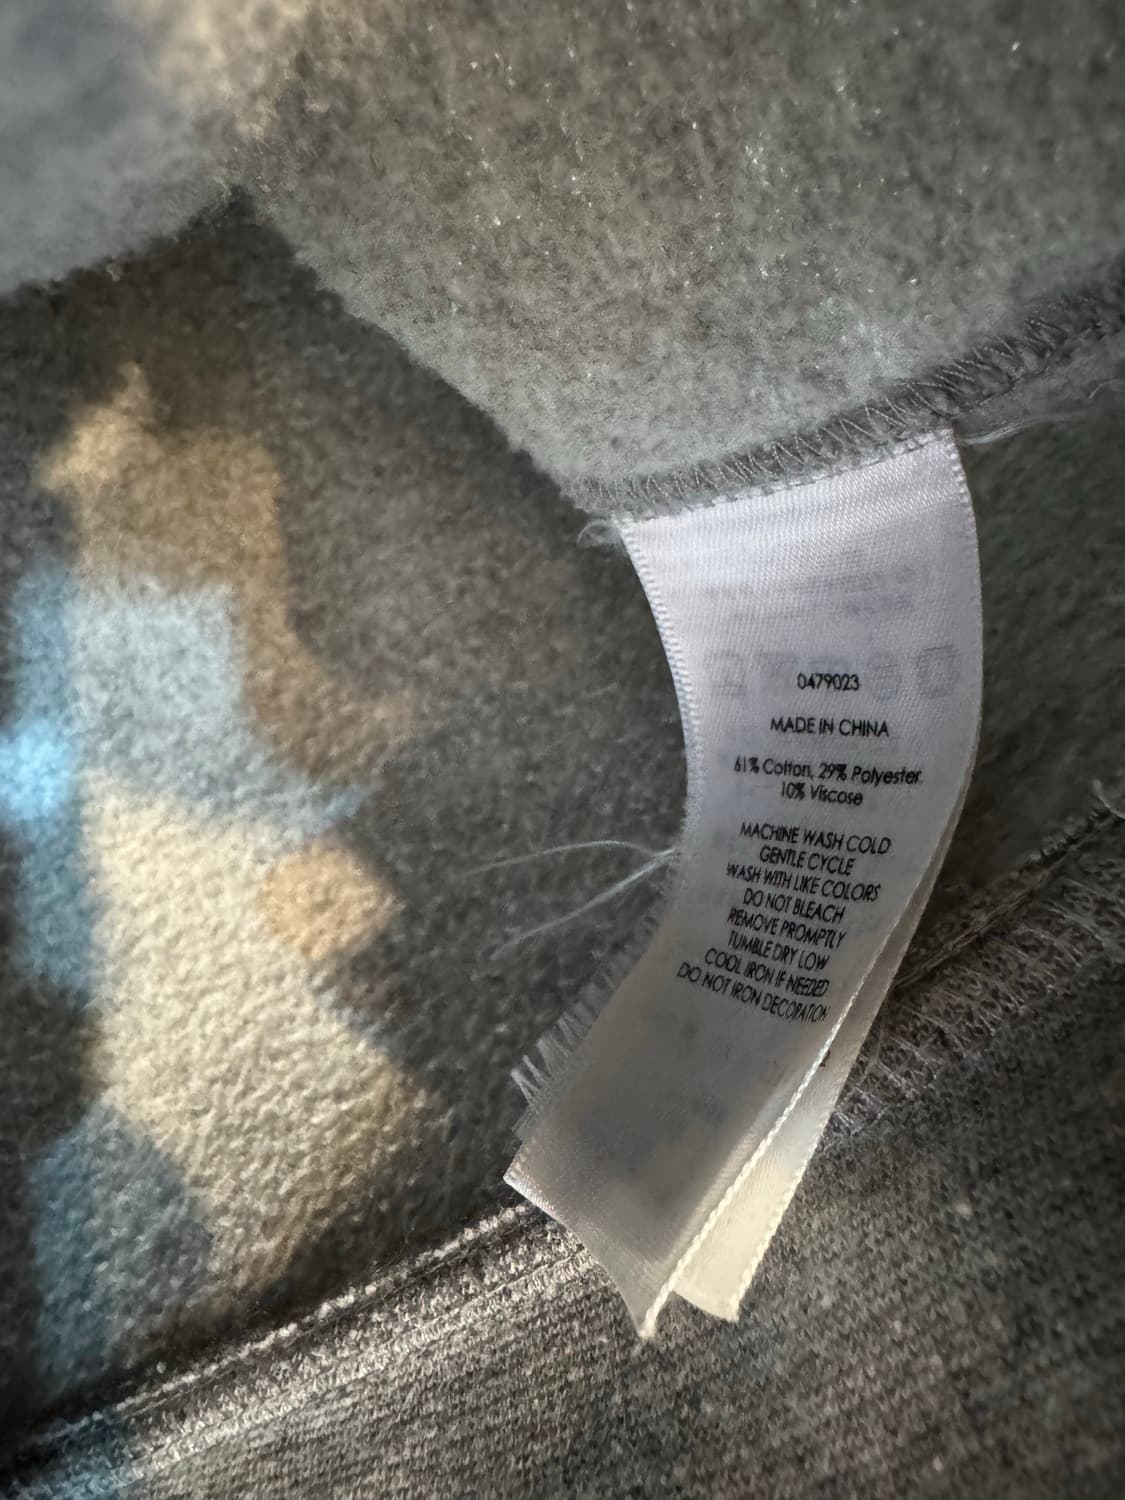 0479023
MADE IN CHINA
61% Cotton, 29% Polyester
10% Viscose
MACHINE WASH COLD
GENTLE CYCLE
WASH WITH LIKE COLORS
DO NOT BLEACH
REMOVE PROMPTLY
TUMBLE DRY LOW
COOL IRON IF NEEDED
DO NOT IRON DECORATION